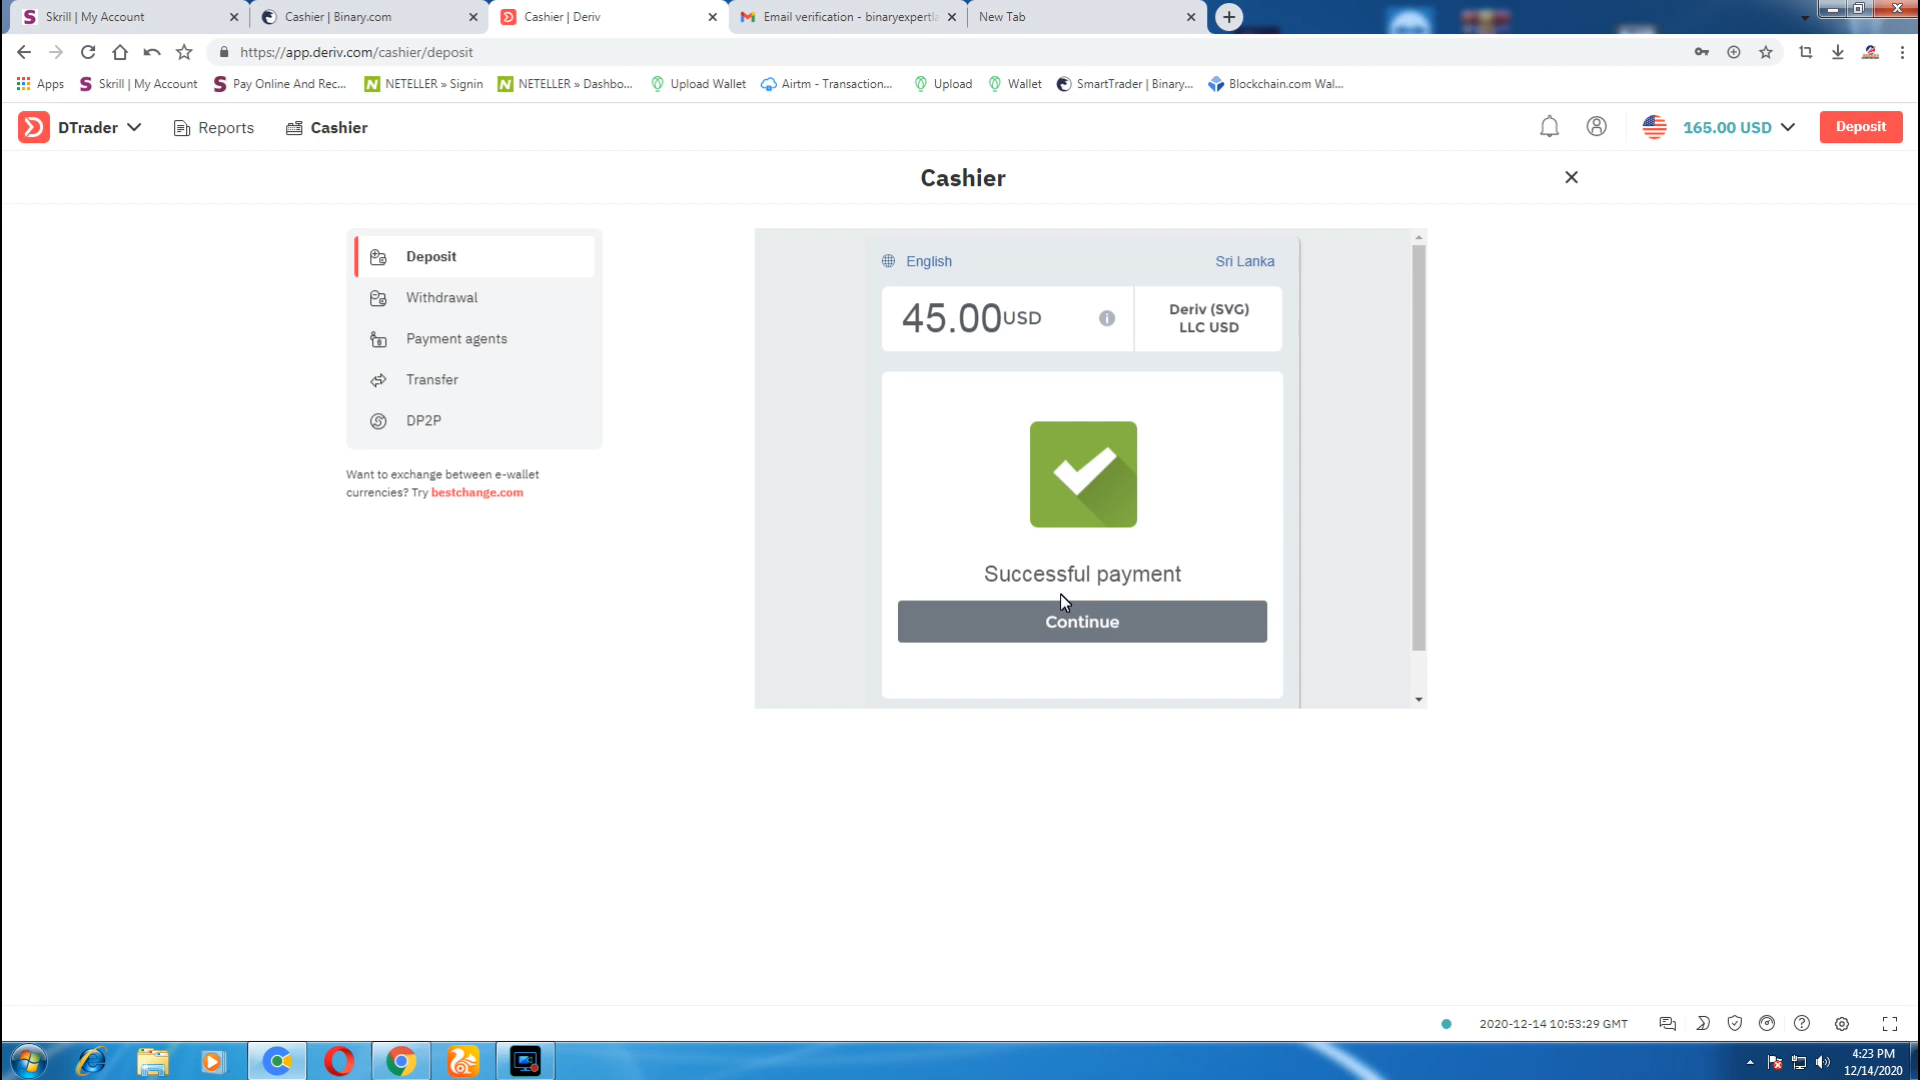 Skrill | My Account
Cashier | Binary.com
Cashier | Deriv
Email verification - binaryexpertla
New Tab
https://app.deriv.com/cashier/deposit
Apps
Skrill | My Account
Pay Online And Rec...
NETELLER » Signin
NETELLER » Dashbo...
Upload Wallet
Airtm - Transaction...
Upload
Wallet
SmartTrader | Binary...
Blockchain.com Wal...
DTrader
Reports
Cashier
165.00 USD
Deposit
Cashier
Deposit
Withdrawal
Payment agents
Transfer
DP2P
Want to exchange between e-wallet
currencies? Try bestchange.com
English
Sri Lanka
45.00USD
Deriv (SVG)
LLC USD
Successful payment
Continue
2020-12-14 10:53:29 GMT
4:23 PM
12/14/2020